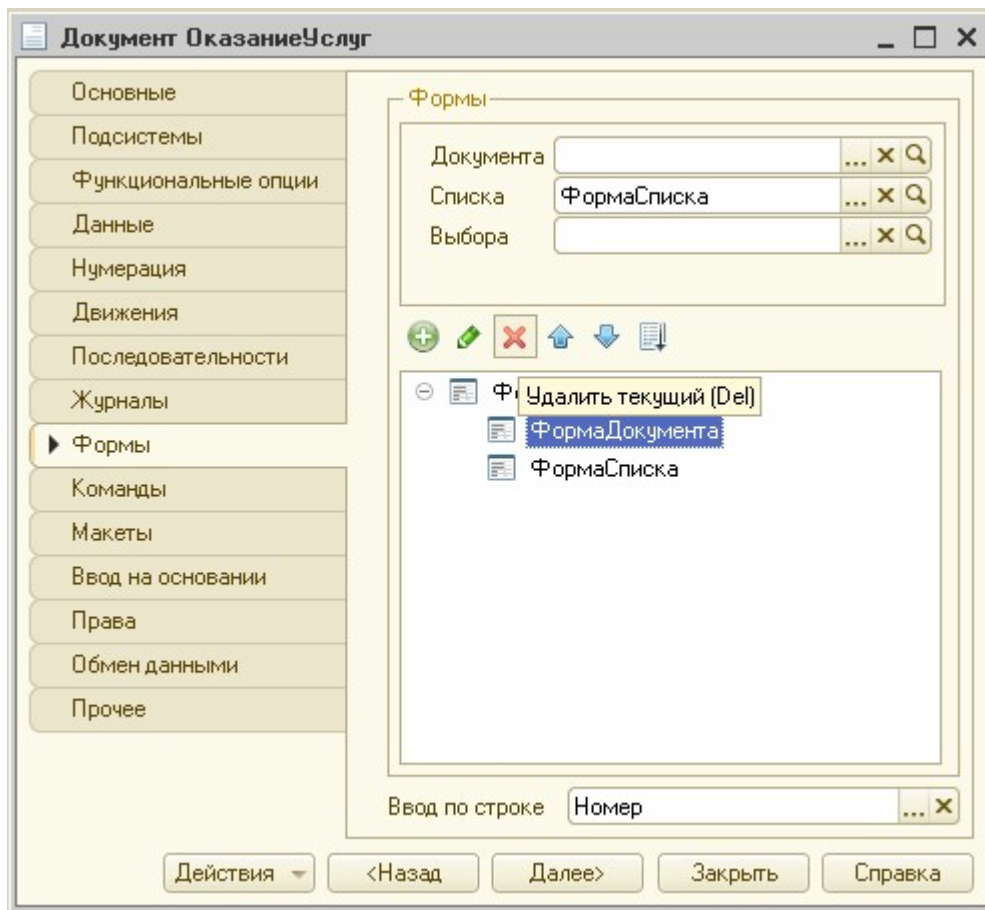 Документ ОказаниеУслуг
Основные
Подсистемы
Функциональные опции
Данные
Нумерация
Движения
Последовательности
Журналы
Формы
Команды
Макеты
Ввод на основании
Права
Обмен данными
Прочее
Формы
Документа
Списка ФормаСписка
Выбора
Удалить текущий (Del)
ФормаДокумента
ФормаСписка
Ввод по строке Номер
Действия <Назад Далее> Закрыть Справка